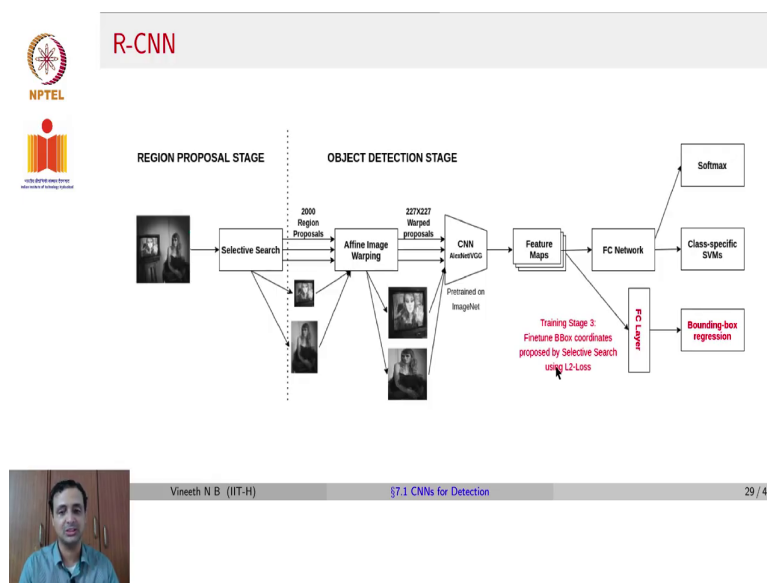 R-CNN
NPTEL
REGION PROPOSAL STAGE
OBJECT DETECTION STAGE
2000
Region
Proposals
227X227
Warped
proposals
Selective Search
Affine Image
Warping
CNN
AlexNet/VGG
Pretrained on
ImageNet
Feature
Maps
FC Network
Softmax
Class-specific
SVMs
FC Layer
Bounding-box
regression
Training Stage 3:
Finetune BBox coordinates
proposed by Selective Search
using L2-Loss
Vineeth N B (IIT-H)
§7.1 CNNs for Detection
29 / 4